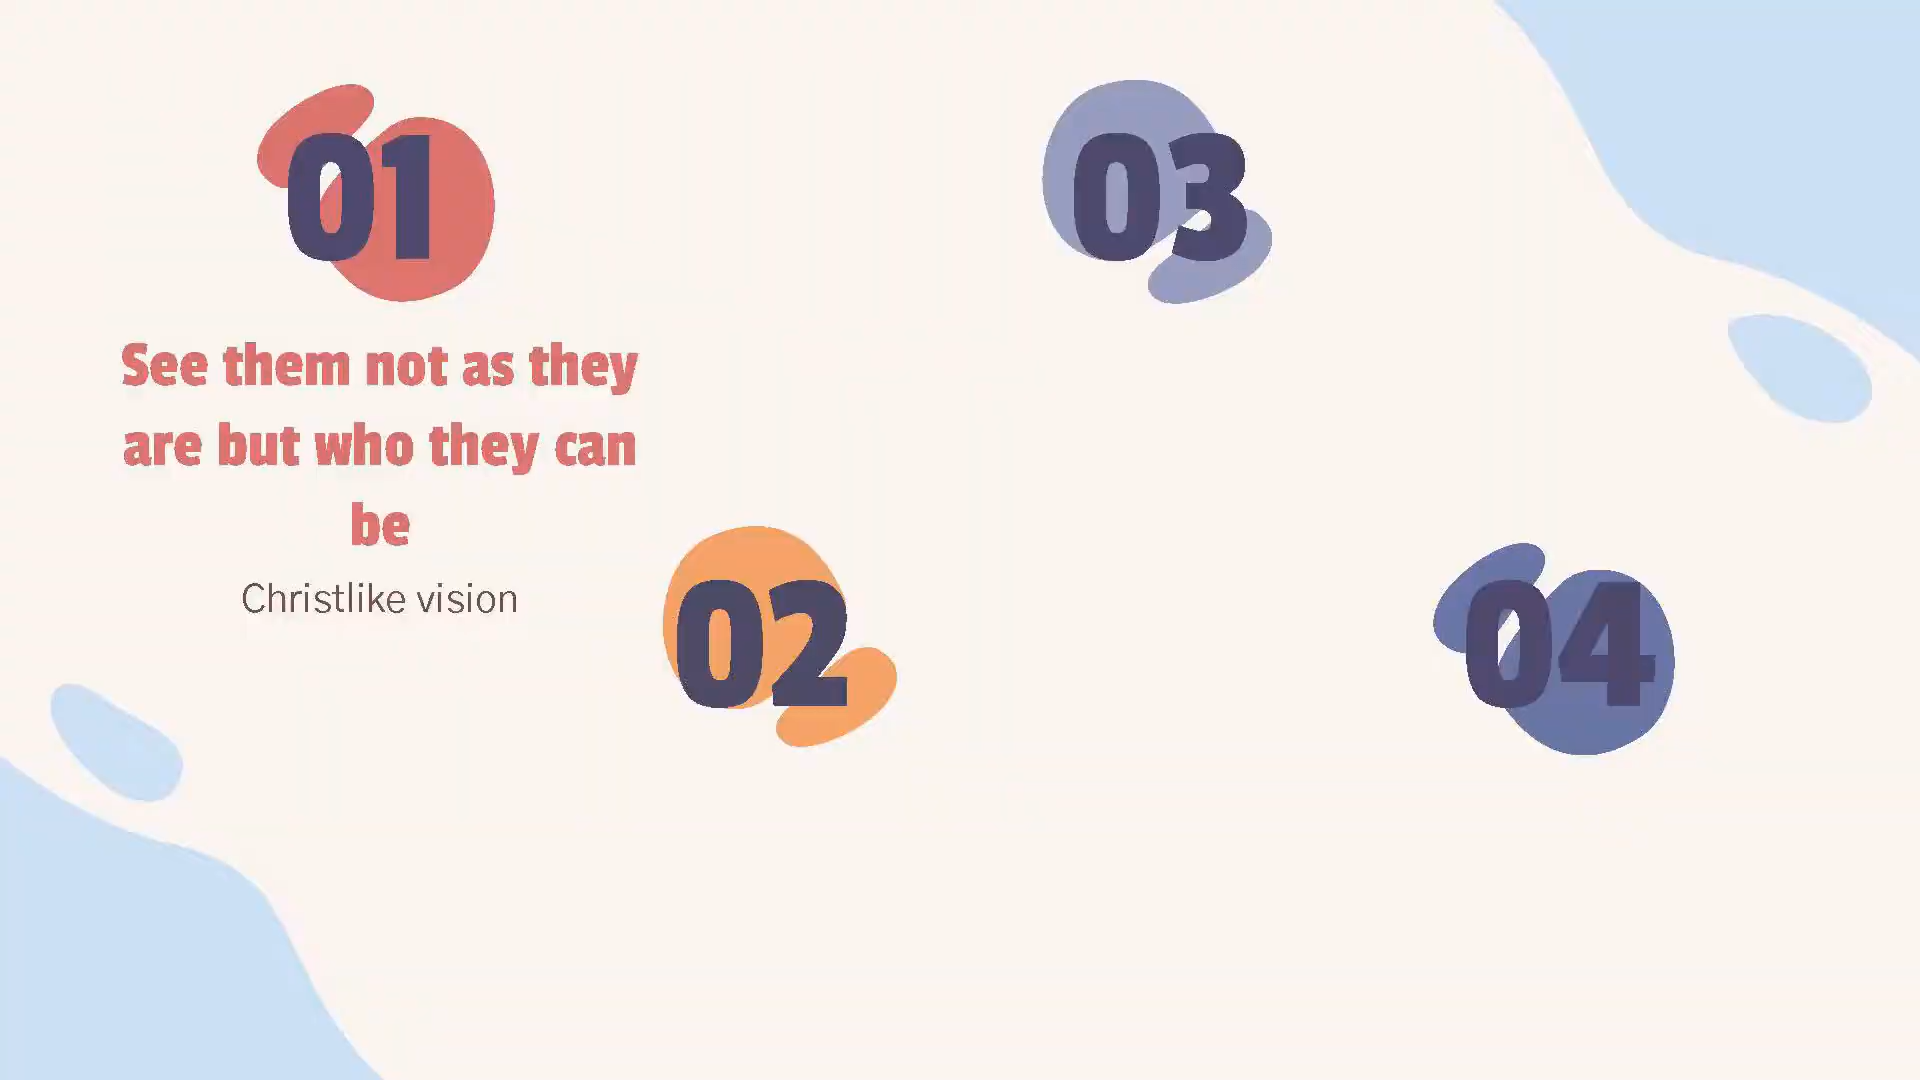 01
See them not as they
are but who they can
be
Christlike vision
02
03
04